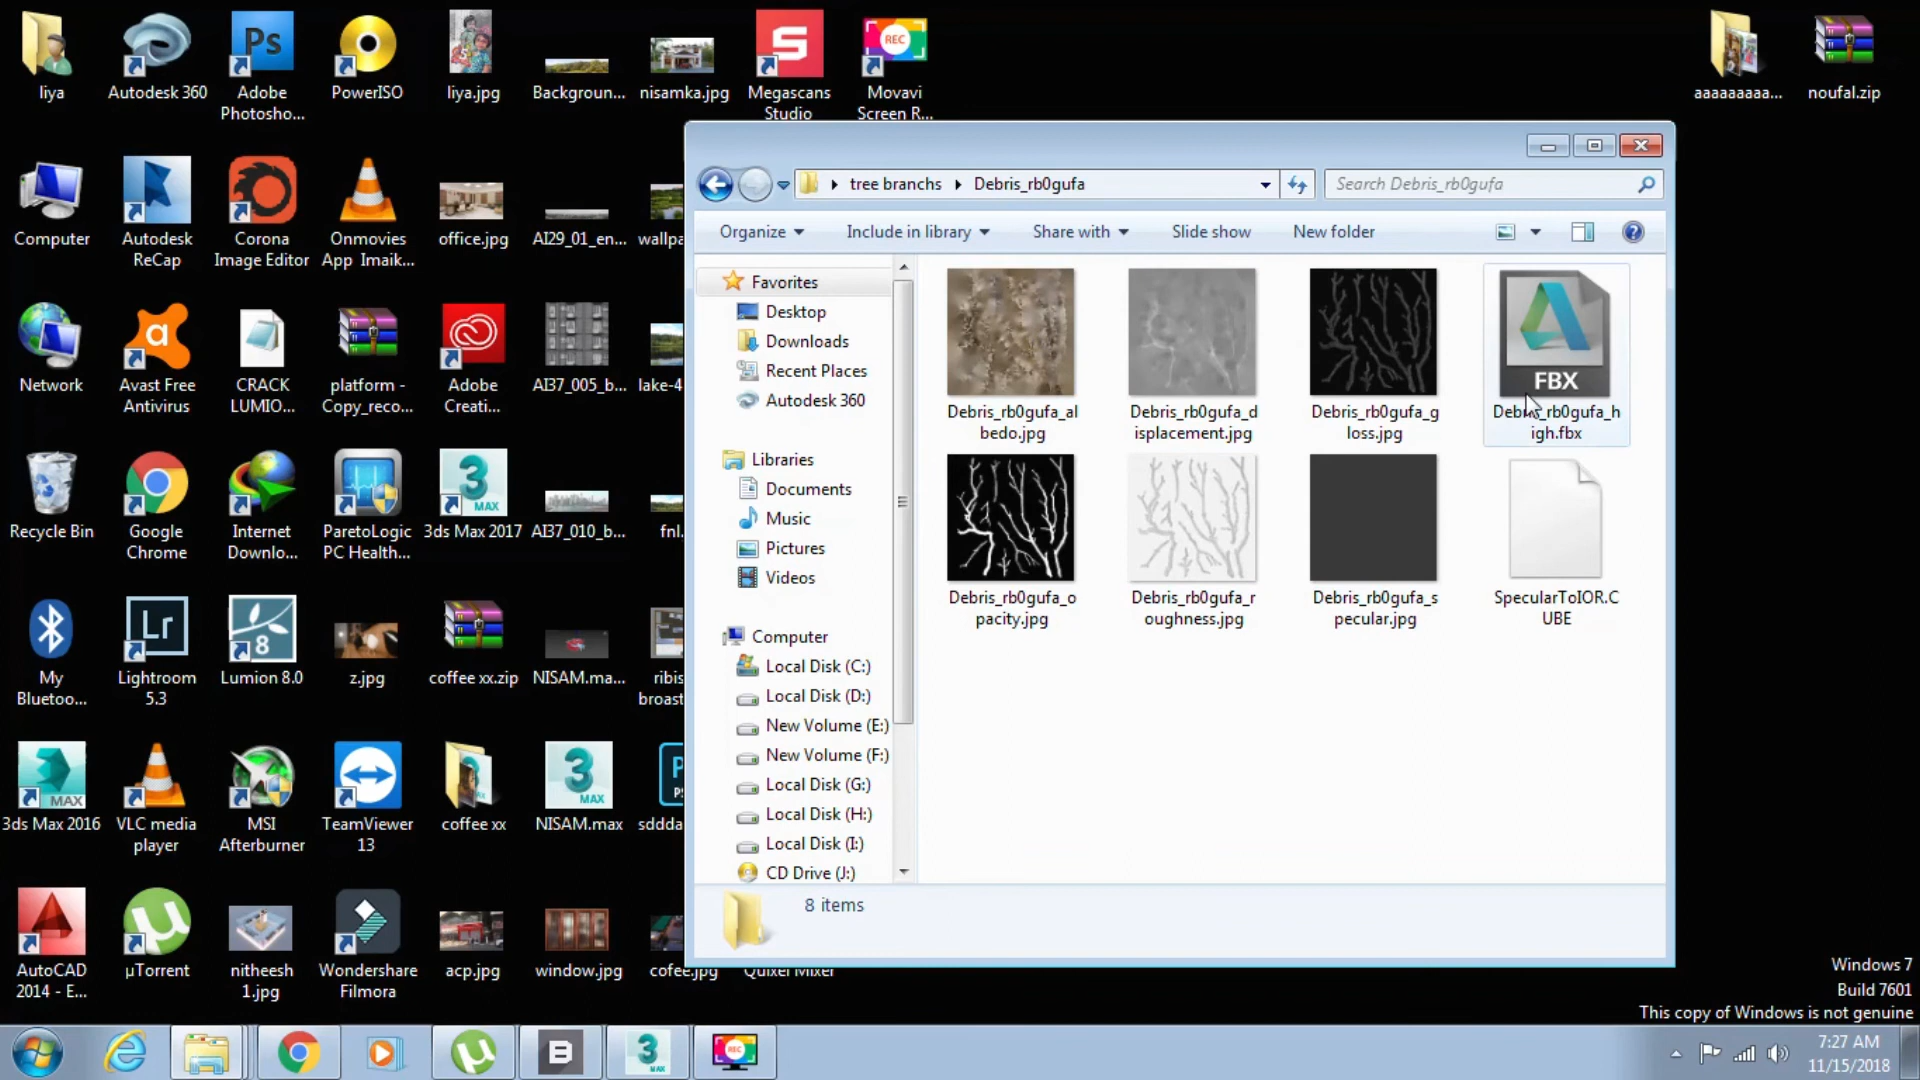 liya
Autodesk 360
Adobe
Photosho...
PowerISO
liya.jpg
Backgroun...
nisamka.jpg
Megascans
Studio
Movavi
Screen R...
aaaaaaaaa...
noufal.zip
Computer
Autodesk
ReCap
Corona
Image Editor
Onmovies
App Imaik...
office.jpg
AI29_01_en...
wallpa
Network
Avast Free
Antivirus
CRACK
LUMIO...
platform -
Copy_reco...
Adobe
Creati...
AI37_005_b...
lake-4
Recycle Bin
Google
Chrome
Internet
Downlo...
ParetoLogic
PC Health...
3ds Max 2017
AI37_010_b...
fnl.
My
Bluetoo...
Lightroom
5.3
Lumion 8.0
z.jpg
coffee xx.zip
NISAM.ma...
ribis
broast
3ds Max 2016
VLC media
player
MSI
Afterburner
TeamViewer
13
coffee xx
NISAM.max
sddda
AutoCAD
2014 - E...
µTorrent
nitheesh
1.jpg
Wondershare
Filmora
acp.jpg
window.jpg
cofee.jpg
Quixel Mixer
tree branchs
Debris_rb0gufa
Search Debris_rb0gufa
Organize
Include in library
Share with
Slide show
New folder
Favorites
Desktop
Downloads
Recent Places
Autodesk 360
Libraries
Documents
Music
Pictures
Videos
Computer
Local Disk (C:)
Local Disk (D:)
New Volume (E:)
New Volume (F:)
Local Disk (G:)
Local Disk (H:)
Local Disk (I:)
CD Drive (J:)
Debris_rb0gufa_al
bedo.jpg
Debris_rb0gufa_d
isplacement.jpg
Debris_rb0gufa_g
loss.jpg
FBX
Debris_rb0gufa_h
igh.fbx
Debris_rb0gufa_o
pacity.jpg
Debris_rb0gufa_r
oughness.jpg
Debris_rb0gufa_s
pecular.jpg
SpecularToIOR.C
UBE
8 items
Windows 7
Build 7601
This copy of Windows is not genuine
7:27 AM
11/15/2018